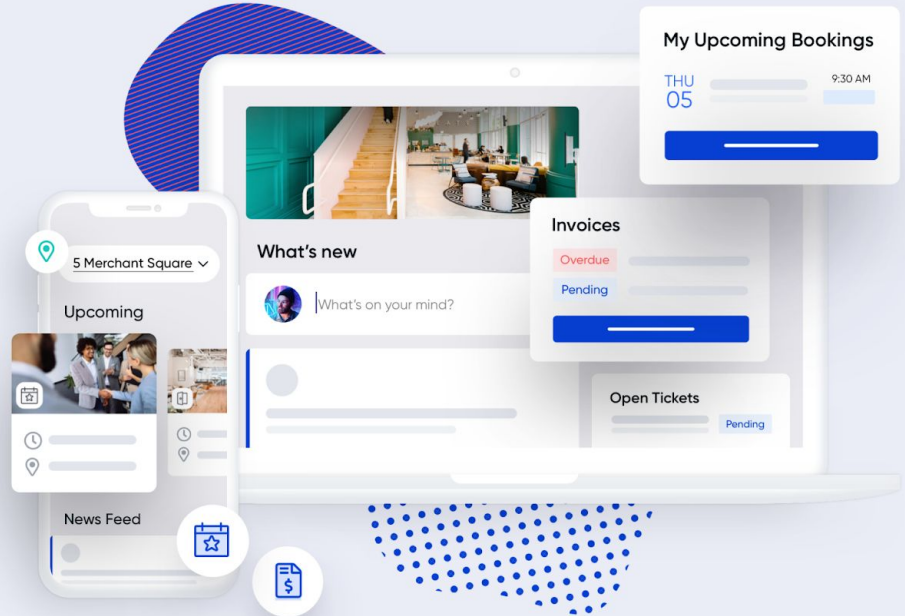 My Upcoming Bookings
THU
05
9:30 AM
Invoices
Overdue
Pending
What's new
What's on your mind?
Open Tickets
Pending
5 Merchant Square
Upcoming
News Feed
$